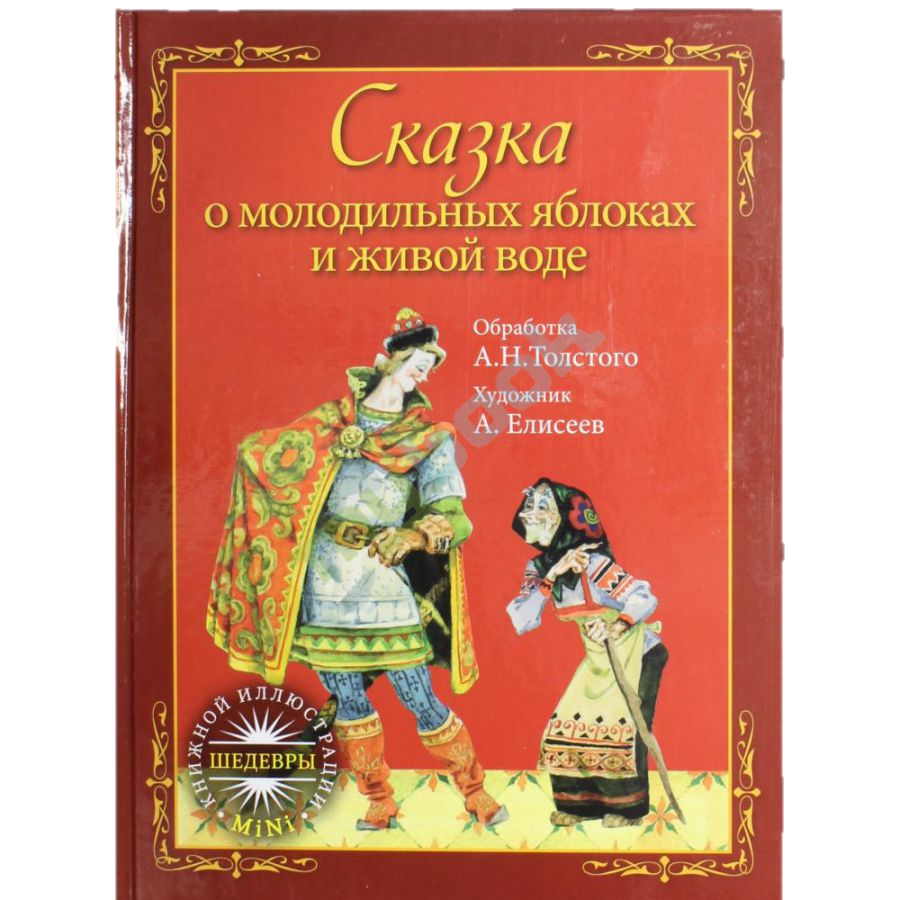 Сказка
о молодильных яблоках
и живой воде
Обработка
А.Н.Толстого
Художник
А. Елисеев
КНИЖНОЙ ИЛЛЮСТРАЦИИ
ШЕДЕВРЫ
MiNi